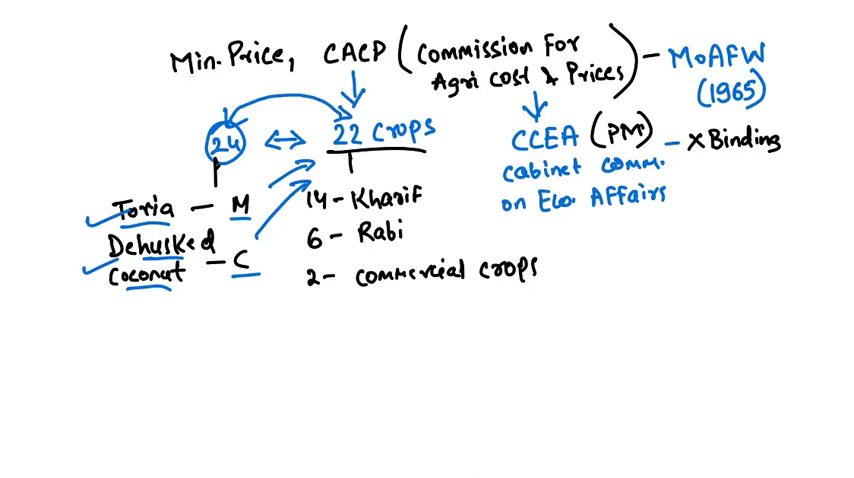 Min. Price, CACP (Commission For Agri Cost & Prices) – MoAFW (1965)
24 ↔ 22 Crops
CCEA (PM) – × Binding
Cabinet Comm. on Eco. Affairs
Toria – M
Dehusked Coconut – C
14 – Kharif
6 – Rabi
2 – Commercial Crops